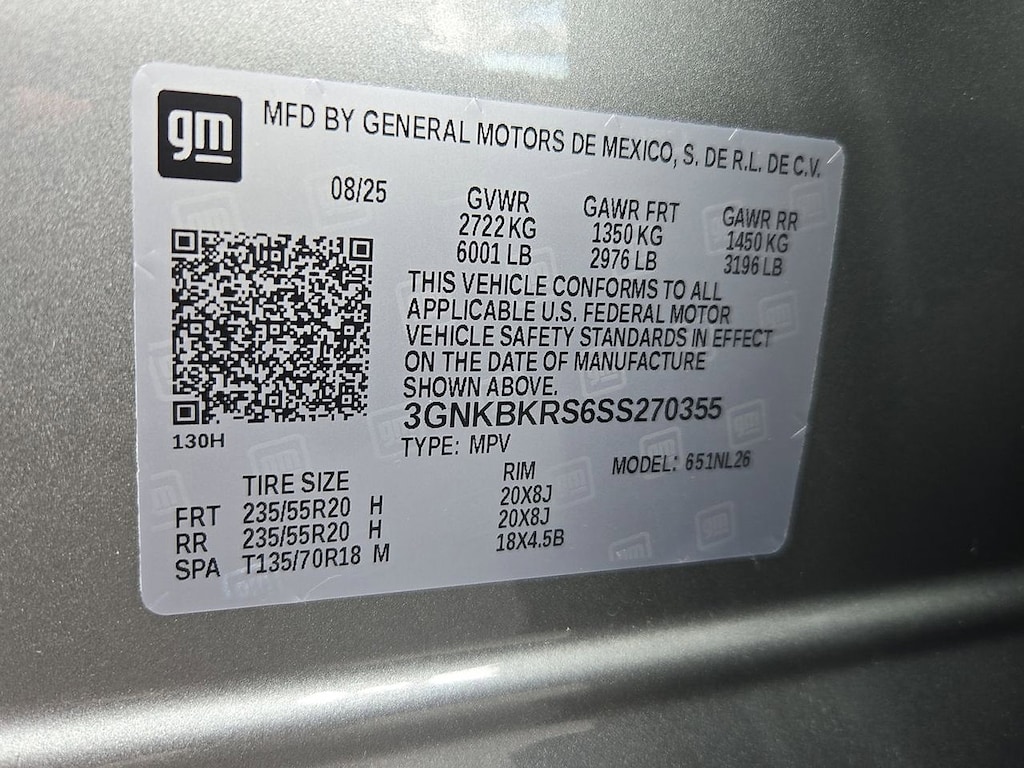 gm MFD BY GENERAL MOTORS DE MEXICO, S. DE R.L. DE C.V.
08/25 GVWR GAWR FRT GAWR RR
2722 KG 1350 KG 1450 KG
6001 LB 2976 LB 3196 LB
THIS VEHICLE CONFORMS TO ALL
APPLICABLE U.S. FEDERAL MOTOR
VEHICLE SAFETY STANDARDS IN EFFECT
ON THE DATE OF MANUFACTURE
SHOWN ABOVE.
3GNKBKRS6SS270355
130H TYPE: MPV
TIRE SIZE RIM MODEL: 651NL26
FRT 235/55R20 H 20X8J
RR 235/55R20 H 20X8J
SPA T135/70R18 M 18X4.5B